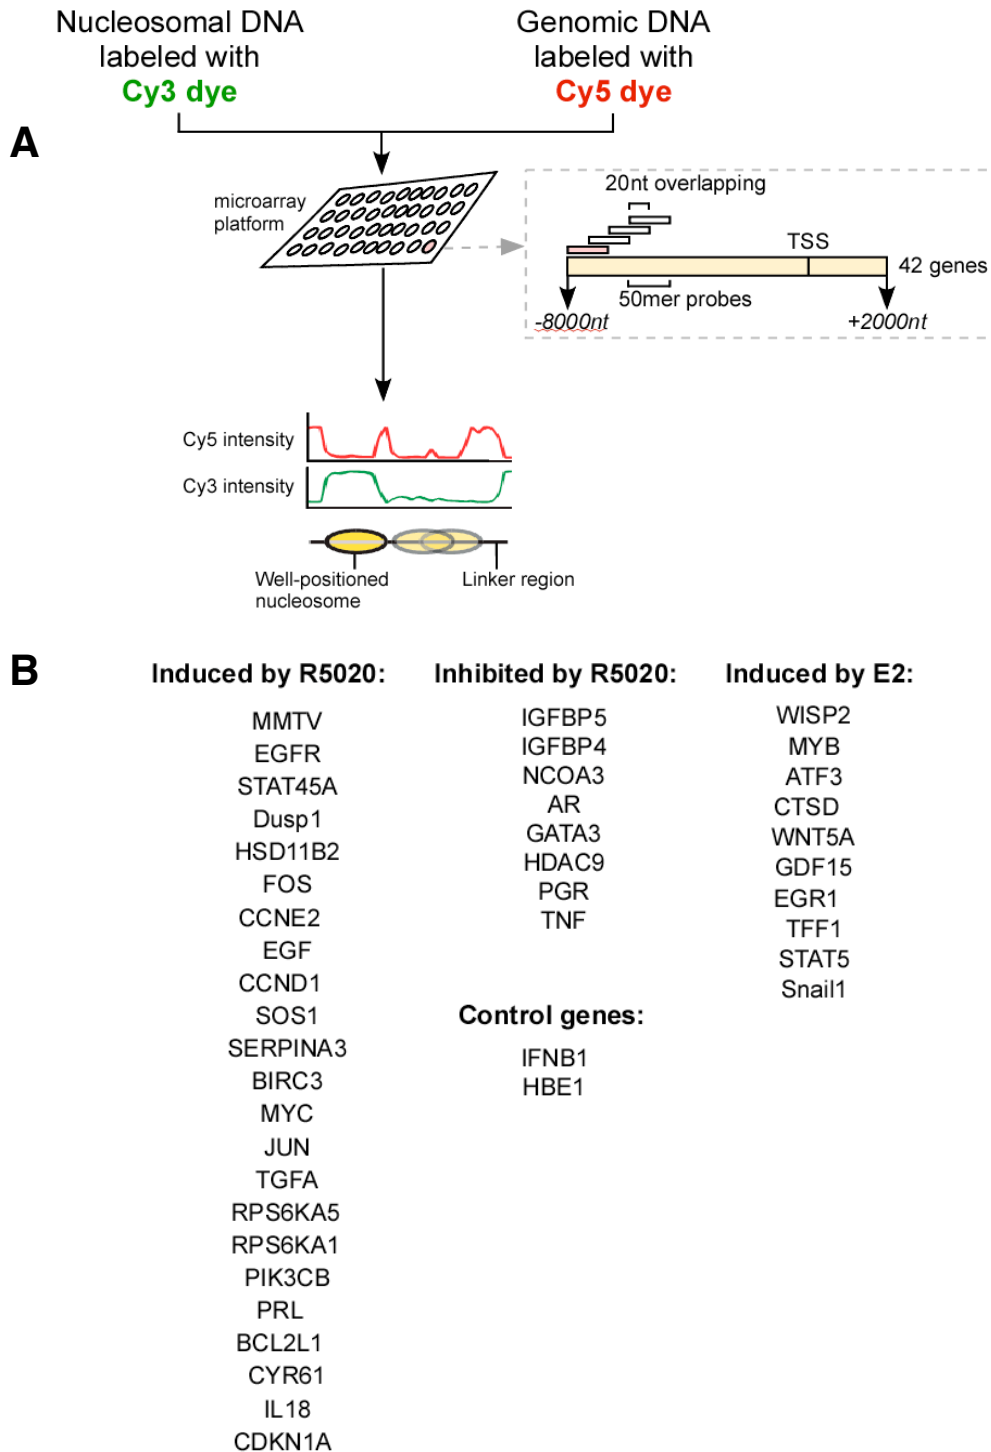 Nucleosomal DNA
labeled with
Cy3 dye
Genomic DNA
labeled with
Cy5 dye
A
microarray
platform
20nt overlapping
TSS
42 genes
50mer probes
-8000nt
+2000nt
Cy5 intensity
Cy3 intensity
Well-positioned
nucleosome
Linker region
B
Induced by R5020:
MMTV
EGFR
STAT45A
Dusp1
HSD11B2
FOS
CCNE2
EGF
CCND1
SOS1
SERPINA3
BIRC3
MYC
JUN
TGFA
RPS6KA5
RPS6KA1
PIK3CB
PRL
BCL2L1
CYR61
IL18
CDKN1A
Inhibited by R5020:
IGFBP5
IGFBP4
NCOA3
AR
GATA3
HDAC9
PGR
TNF
Control genes:
IFNB1
HBE1
Induced by E2:
WISP2
MYB
ATF3
CTSD
WNT5A
GDF15
EGR1
TFF1
STAT5
Snail1